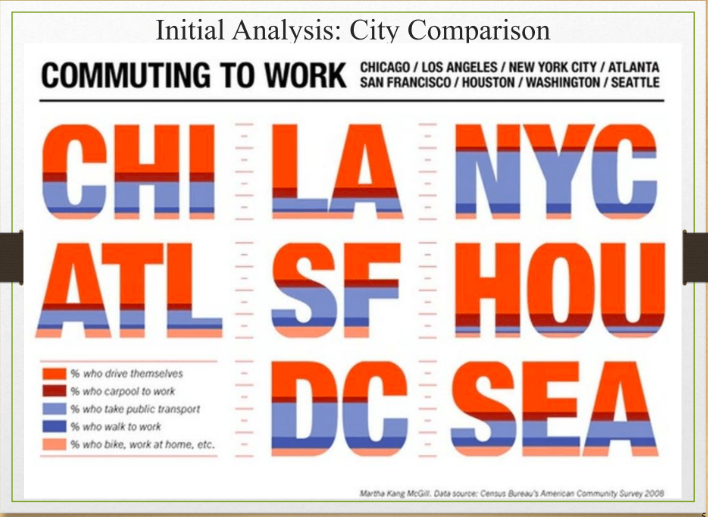 Initial Analysis: City Comparison
COMMUTING TO WORK
CHICAGO / LOS ANGELES / NEW YORK CITY / ATLANTA
SAN FRANCISCO / HOUSTON / WASHINGTON / SEATTLE
CHI LA NYC
ATL SF HOU
DC SEA
% who drive themselves
% who carpool to work
% who take public transport
% who walk to work
% who bike, work at home, etc.
Martha Kang McGill. Data source: Census Bureau's American Community Survey 2008